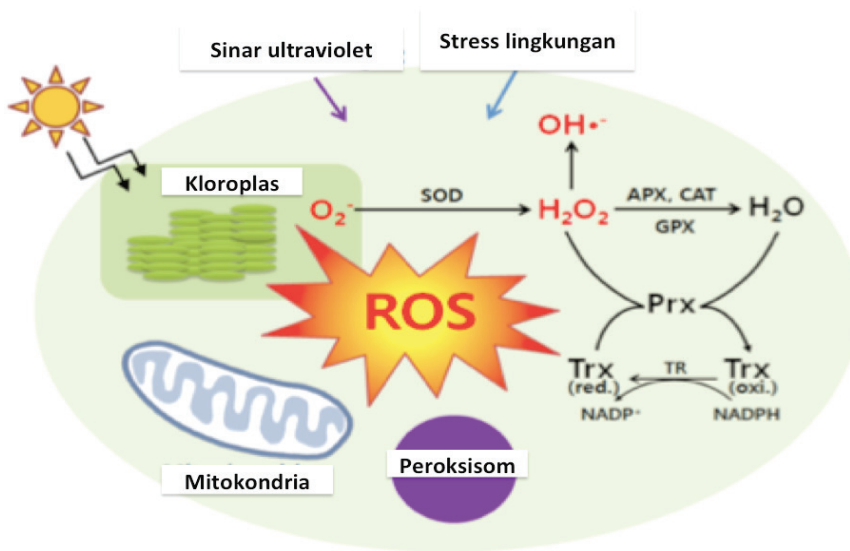 Sinar ultraviolet
Stress lingkungan
OH•⁻
Kloroplas
O₂⁻
SOD
H₂O₂
APX, CAT
GPX
H₂O
ROS
Prx
Trx
(red.)
TR
Trx
(oxi.)
NADP⁺
NADPH
Mitokondria
Peroksisom